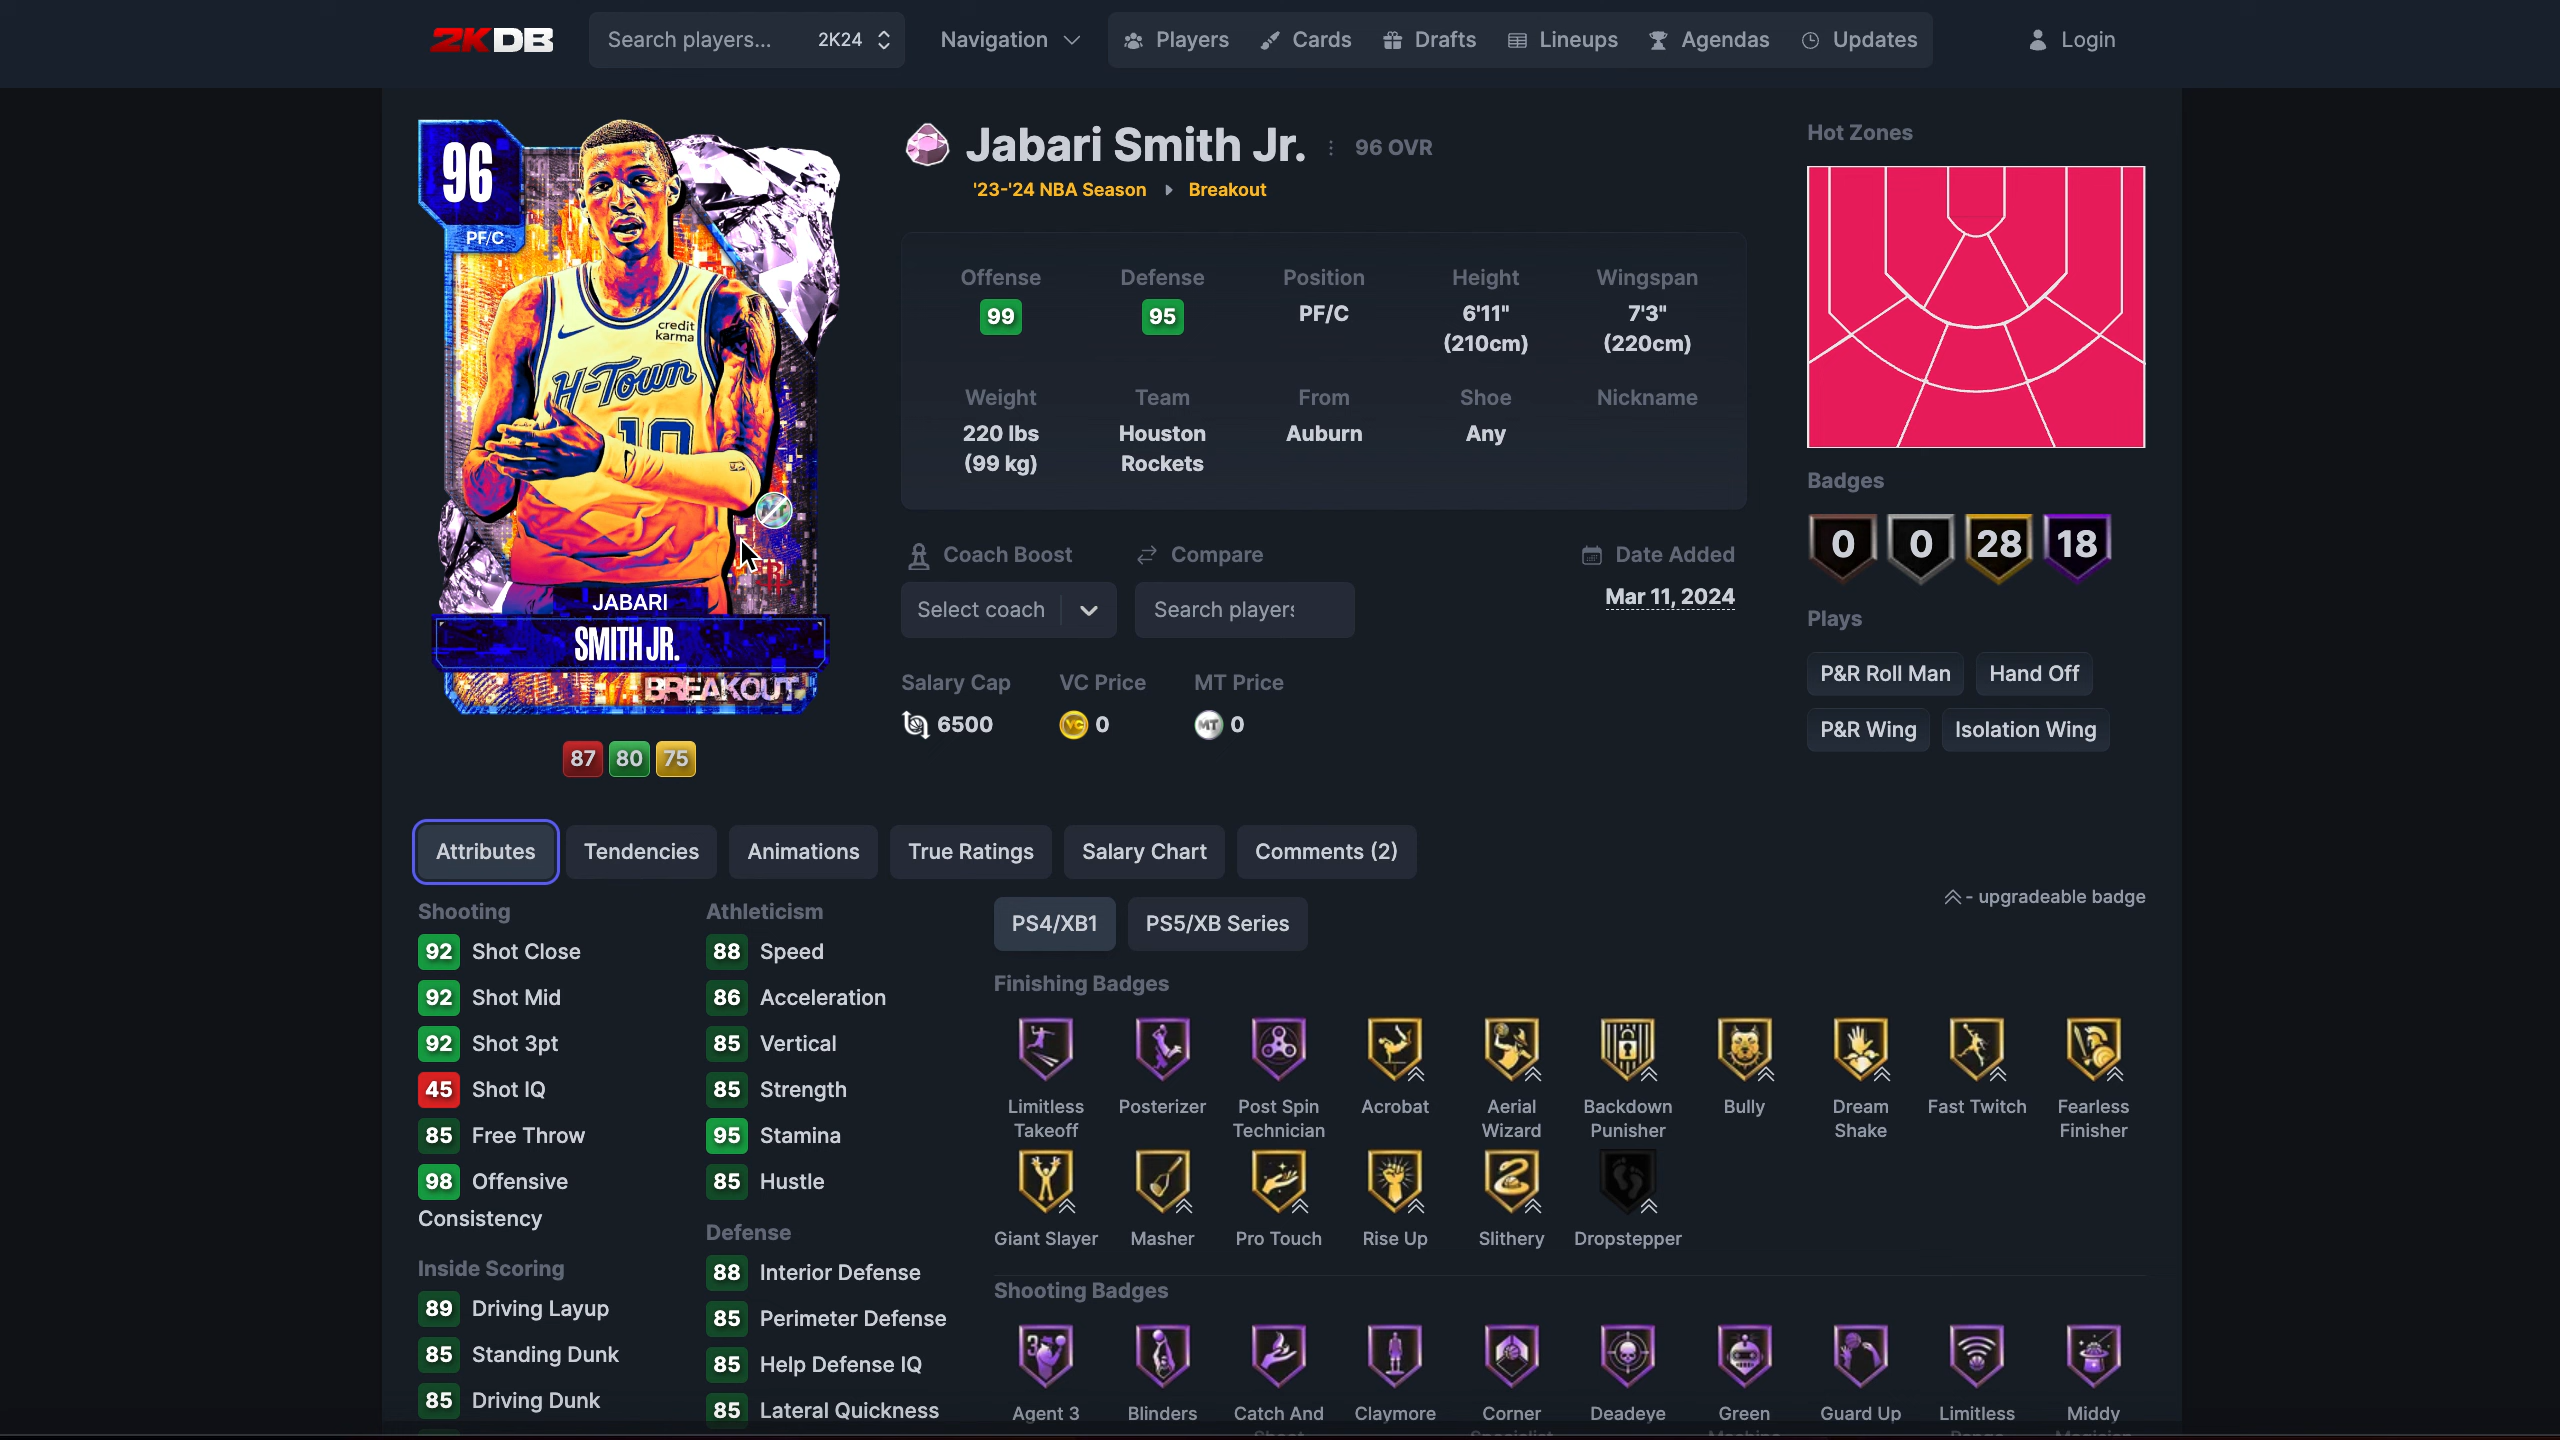 2KDB
Search players...
2K24
Navigation
Players
Cards
Drafts
Lineups
Agendas
Updates
Login
96
PF/C
credit
karma
H-Town
10
JABARI
SMITH JR.
BREAKOUT
87 80 75
Jabari Smith Jr.
96 OVR
'23-'24 NBA Season
Breakout
Offense
99
Defense
95
Position
PF/C
Height
6'11"
(210cm)
Wingspan
7'3"
(220cm)
Weight
220 lbs
(99 kg)
Team
Houston
Rockets
From
Auburn
Shoe
Any
Nickname
Coach Boost
Select coach
Compare
Search players
Date Added
Mar 11, 2024
Salary Cap
6500
VC Price
VC 0
MT Price
MT 0
Hot Zones
Badges
0 0 28 18
Plays
P&R Roll Man
Hand Off
P&R Wing
Isolation Wing
Attributes
Tendencies
Animations
True Ratings
Salary Chart
Comments (2)
Shooting
92 Shot Close
92 Shot Mid
92 Shot 3pt
45 Shot IQ
85 Free Throw
98 Offensive
Consistency
Inside Scoring
89 Driving Layup
85 Standing Dunk
85 Driving Dunk
Athleticism
88 Speed
86 Acceleration
85 Vertical
85 Strength
95 Stamina
85 Hustle
Defense
88 Interior Defense
85 Perimeter Defense
85 Help Defense IQ
85 Lateral Quickness
PS4/XB1
PS5/XB Series
- upgradeable badge
Finishing Badges
Limitless
Takeoff
Posterizer
Post Spin
Technician
Acrobat
Aerial
Wizard
Backdown
Punisher
Bully
Dream
Shake
Fast Twitch
Fearless
Finisher
Giant Slayer
Masher
Pro Touch
Rise Up
Slithery
Dropstepper
Shooting Badges
Agent 3
Blinders
Catch And
Claymore
Corner
Deadeye
Green
Guard Up
Limitless
Middy